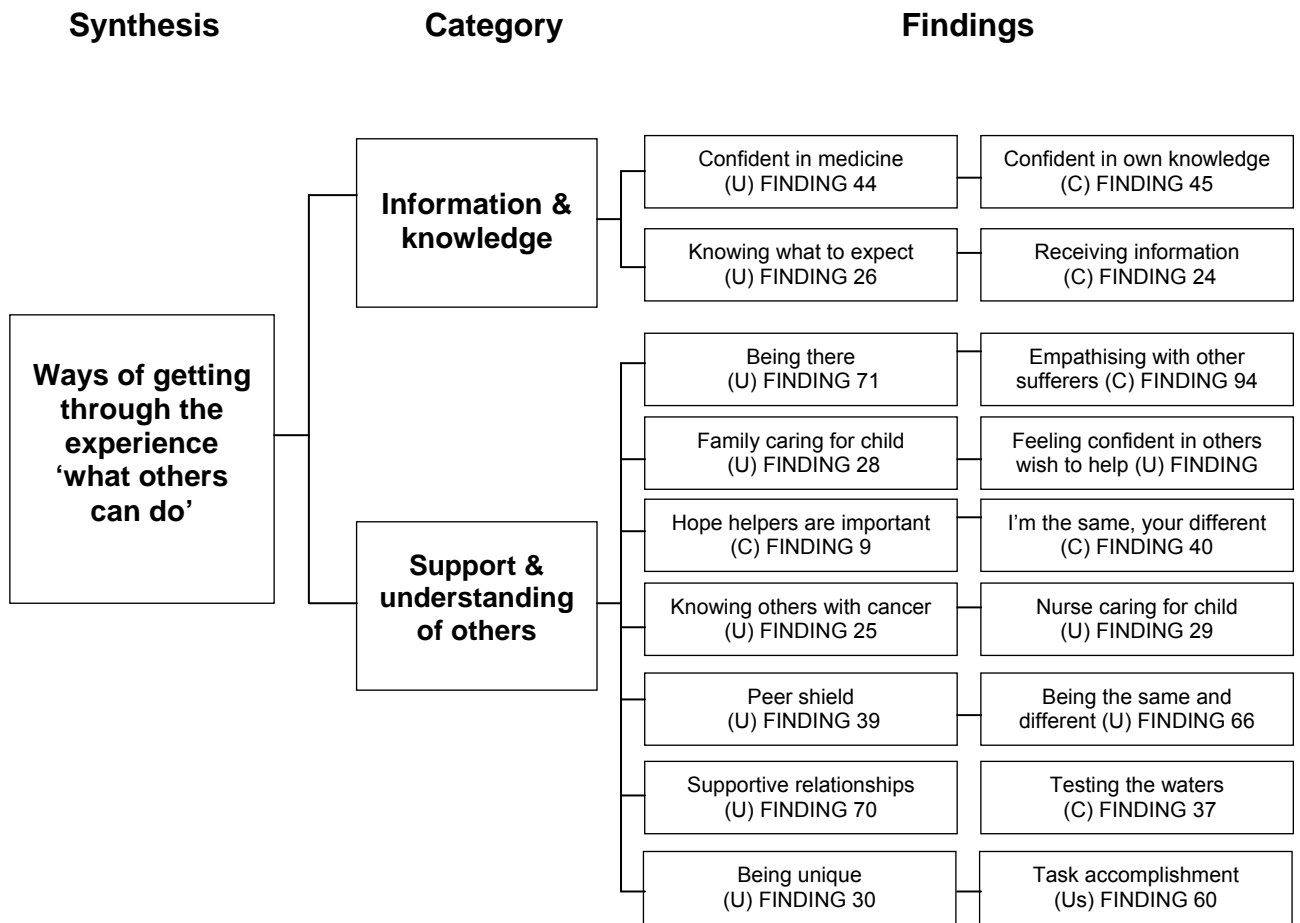 Synthesis
Category
Findings
Ways of getting
through the
experience
‘what others
can do’
Information &
knowledge
Confident in medicine
(U) FINDING 44
Confident in own knowledge
(C) FINDING 45
Knowing what to expect
(U) FINDING 26
Receiving information
(C) FINDING 24
Support &
understanding
of others
Being there
(U) FINDING 71
Empathising with other
sufferers (C) FINDING 94
Family caring for child
(U) FINDING 28
Feeling confident in others
wish to help (U) FINDING
Hope helpers are important
(C) FINDING 9
I’m the same, your different
(C) FINDING 40
Knowing others with cancer
(U) FINDING 25
Nurse caring for child
(U) FINDING 29
Peer shield
(U) FINDING 39
Being the same and
different (U) FINDING 66
Supportive relationships
(U) FINDING 70
Testing the waters
(C) FINDING 37
Being unique
(U) FINDING 30
Task accomplishment
(Us) FINDING 60